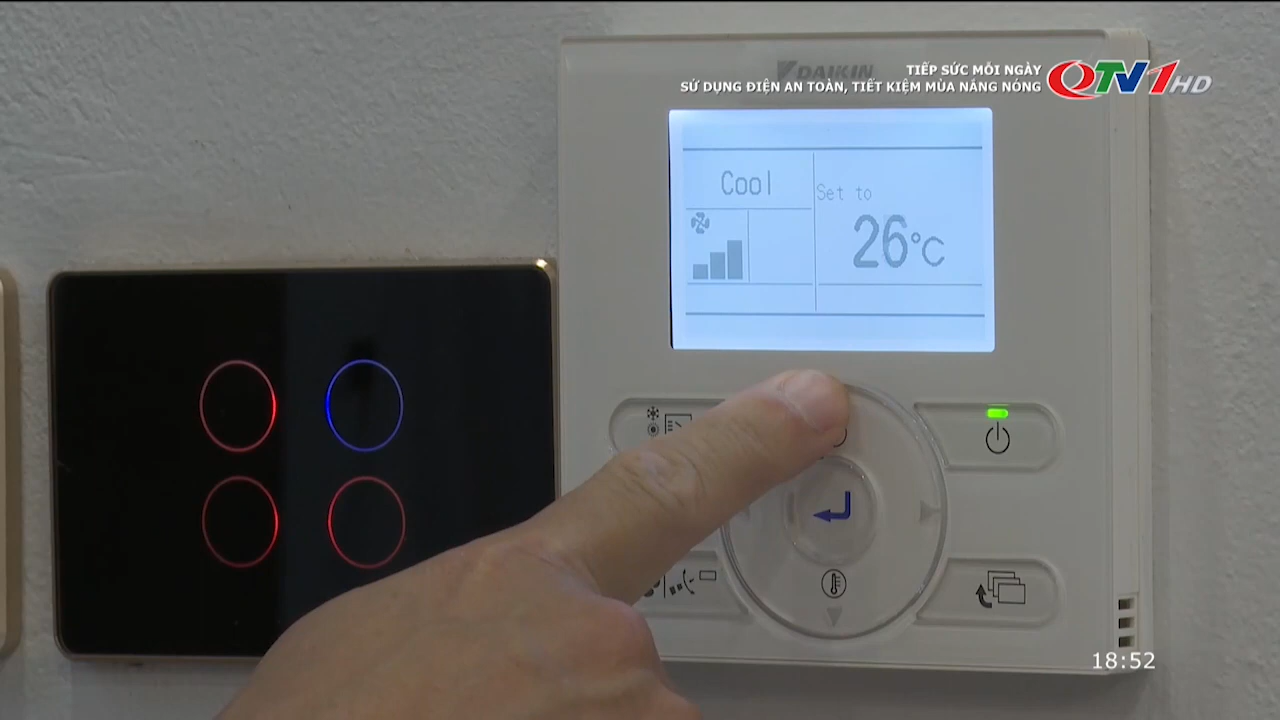 DAIKIN
TIẾP SỨC MỖI NGÀY
SỬ DỤNG ĐIỆN AN TOÀN, TIẾT KIỆM MÙA NẮNG NÓNG
QTV1HD
Cool
Set to
26°C
18:52